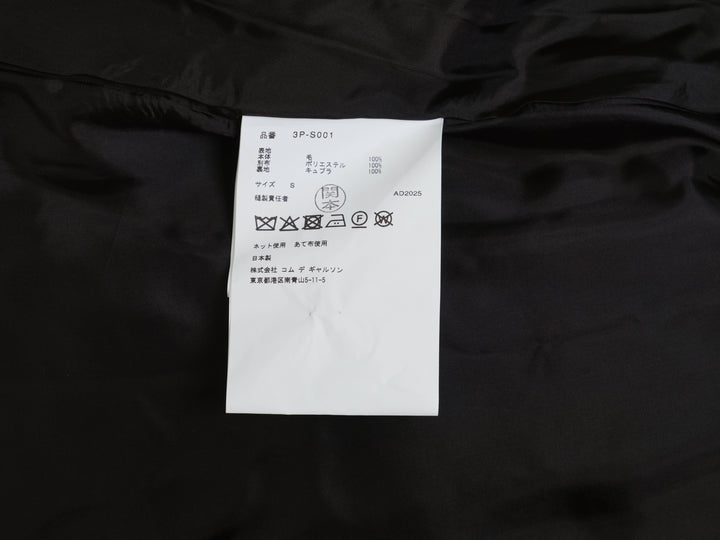 品番 3P-S001
表地
本体 毛 100%
別布 ポリエステル 100%
裏地 キュプラ 100%
サイズ S
縫製責任者 関本 AD2025
ネット使用 あて布使用
日本製
株式会社 コム デ ギャルソン
東京都港区南青山5-11-5